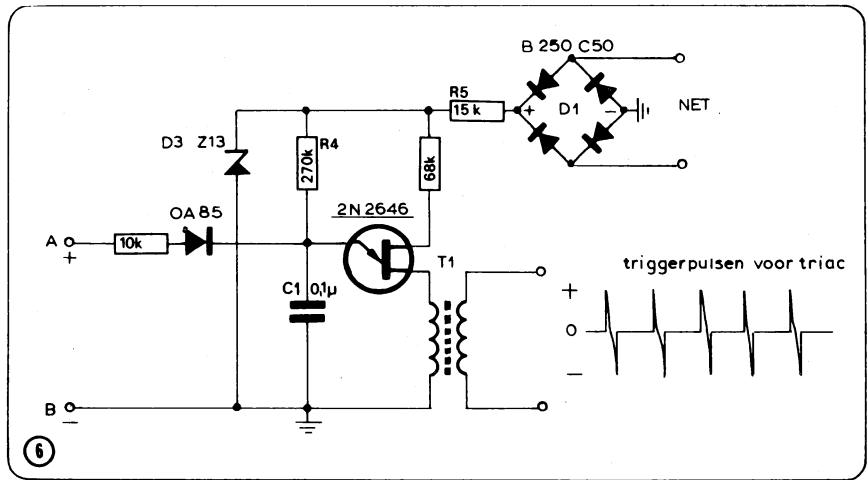 B 250 C50
R5
15 k
+
D1
−
NET
D3 Z13
R4
270k
68k
2N 2646
OA 85
A
+
10k
T1
C1 0,1µ
triggerpulsen voor triac
+
0
−
B
−
6